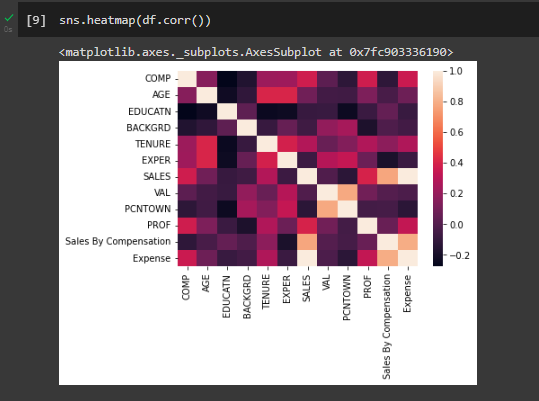 [9] sns.heatmap(df.corr())
0s
<matplotlib.axes._subplots.AxesSubplot at 0x7fc903336190>
COMP
AGE
EDUCATN
BACKGRD
TENURE
EXPER
SALES
VAL
PCNTOWN
PROF
Sales By Compensation
Expense
COMP
AGE
EDUCATN
BACKGRD
TENURE
EXPER
SALES
VAL
PCNTOWN
PROF
Sales By Compensation
Expense
1.0
0.8
0.6
0.4
0.2
0.0
−0.2